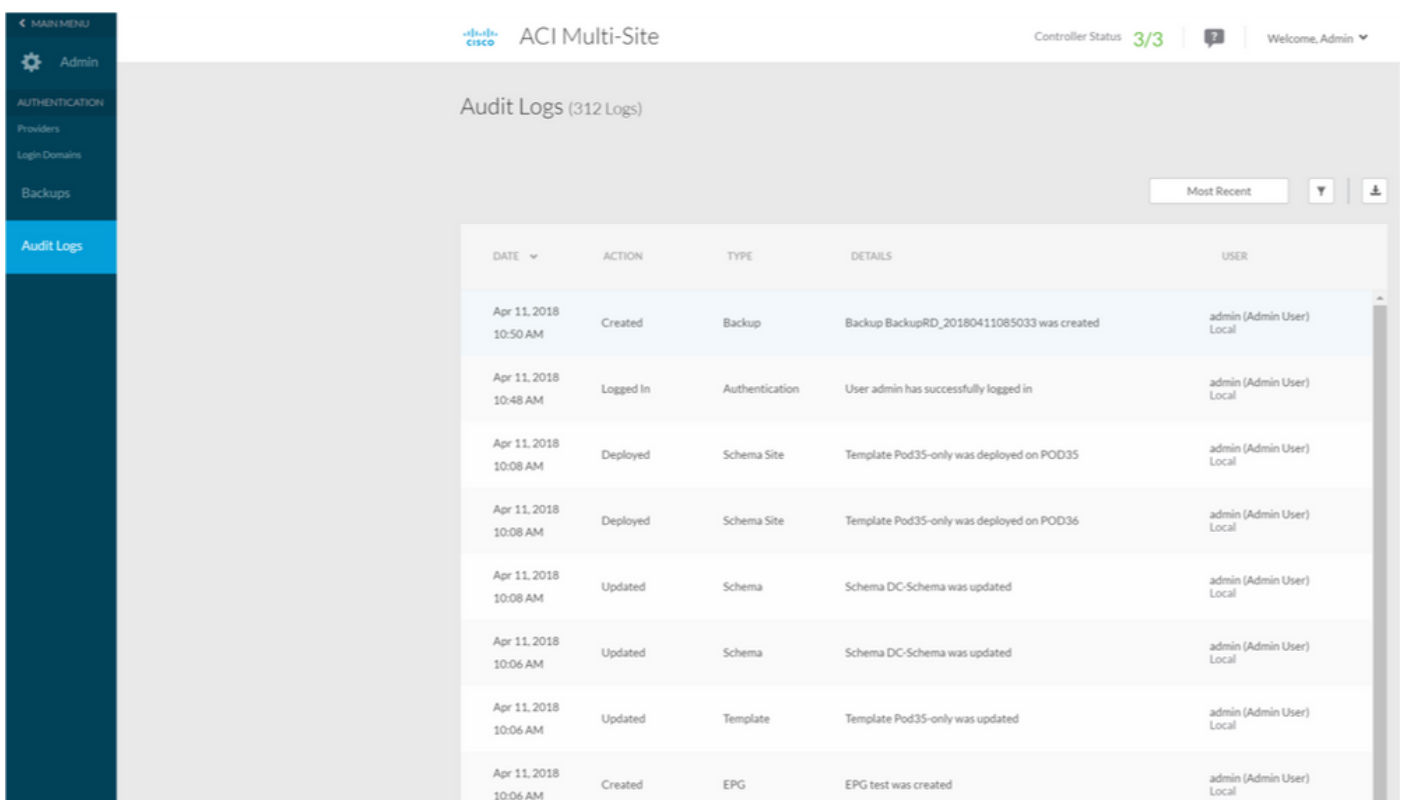 MAIN MENU
Admin
AUTHENTICATION
Providers
Login Domains
Backups
Audit Logs
CISCO
ACI Multi-Site
Controller Status 3/3
?
Welcome, Admin
Audit Logs (312 Logs)
Most Recent
DATE ACTION TYPE DETAILS USER
Apr 11, 2018
10:50 AM
Created
Backup
Backup BackupRD_20180411085033 was created
admin (Admin User)
Local
Apr 11, 2018
10:48 AM
Logged In
Authentication
User admin has successfully logged in
admin (Admin User)
Local
Apr 11, 2018
10:08 AM
Deployed
Schema Site
Template Pod35-only was deployed on POD35
admin (Admin User)
Local
Apr 11, 2018
10:08 AM
Deployed
Schema Site
Template Pod35-only was deployed on POD36
admin (Admin User)
Local
Apr 11, 2018
10:08 AM
Updated
Schema
Schema DC-Schema was updated
admin (Admin User)
Local
Apr 11, 2018
10:06 AM
Updated
Schema
Schema DC-Schema was updated
admin (Admin User)
Local
Apr 11, 2018
10:06 AM
Updated
Template
Template Pod35-only was updated
admin (Admin User)
Local
Apr 11, 2018
10:06 AM
Created
EPG
EPG test was created
admin (Admin User)
Local